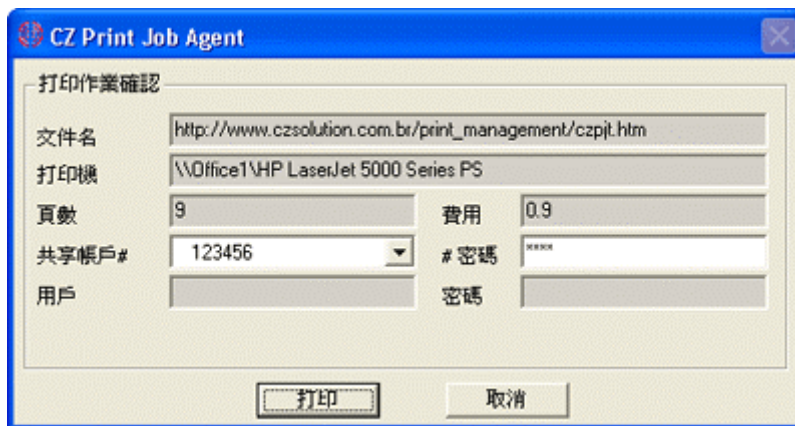 CZ Print Job Agent
打印作業確認
文件名 http://www.czsolution.com.br/print_management/czpjt.htm
打印機 \\Office1\HP LaserJet 5000 Series PS
頁數 9 費用 0.9
共享帳戶# 123456 # 密碼 ****
用戶 密碼
打印 取消